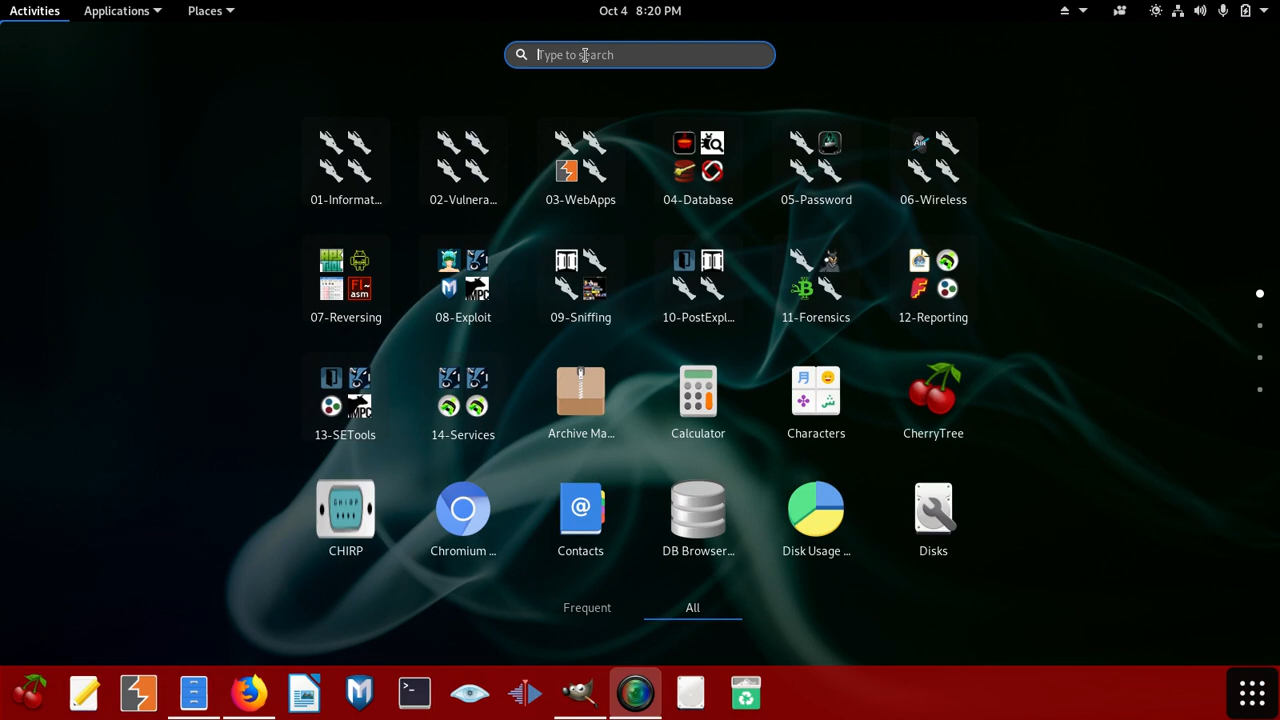 Activities Applications Places Oct 4 8:20 PM
Type to search
01-Informat... 02-Vulnera... 03-WebApps 04-Database 05-Password 06-Wireless
07-Reversing 08-Exploit 09-Sniffing 10-PostExpl... 11-Forensics 12-Reporting
13-SETools 14-Services Archive Ma... Calculator Characters CherryTree
CHIRP Chromium ... Contacts DB Browser... Disk Usage ... Disks
Frequent All